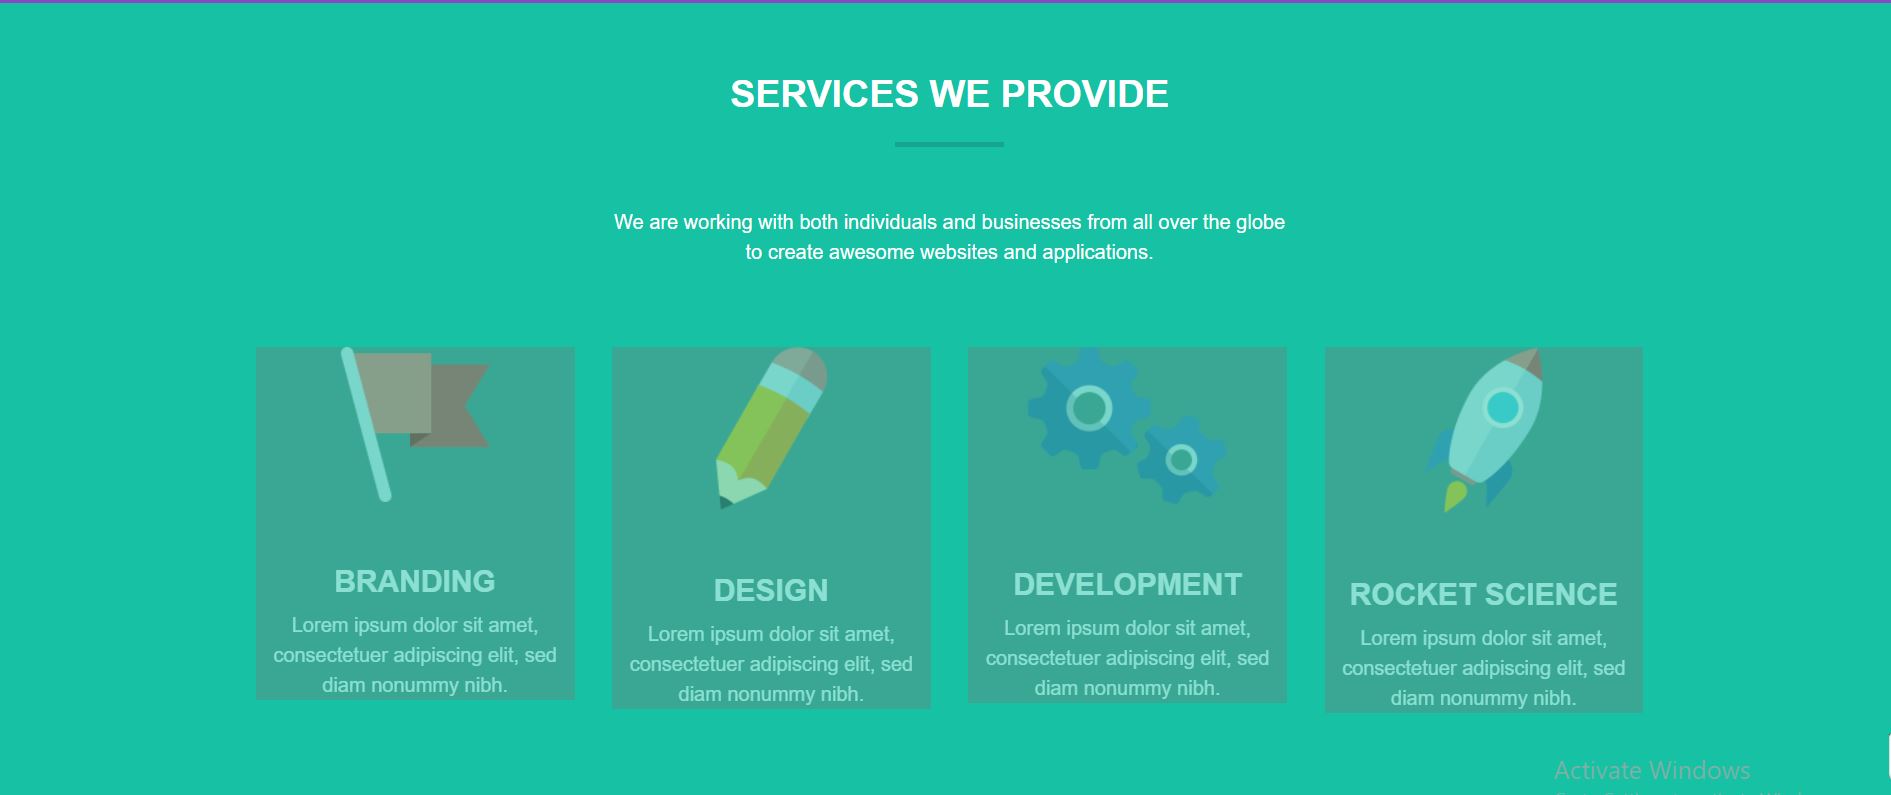 SERVICES WE PROVIDE
We are working with both individuals and businesses from all over the globe
to create awesome websites and applications.
BRANDING
Lorem ipsum dolor sit amet,
consectetuer adipiscing elit, sed
diam nonummy nibh.
DESIGN
Lorem ipsum dolor sit amet,
consectetuer adipiscing elit, sed
diam nonummy nibh.
DEVELOPMENT
Lorem ipsum dolor sit amet,
consectetuer adipiscing elit, sed
diam nonummy nibh.
ROCKET SCIENCE
Lorem ipsum dolor sit amet,
consectetuer adipiscing elit, sed
diam nonummy nibh.
Activate Windows